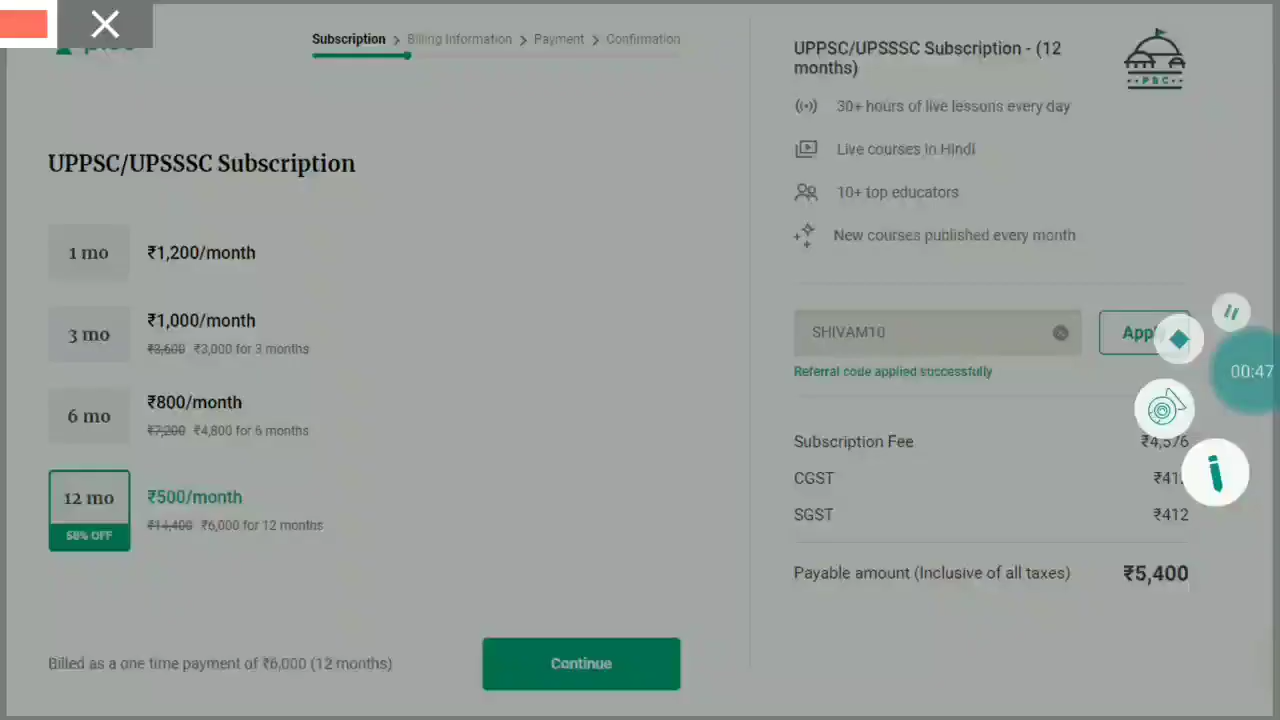 Subscription > Billing Information > Payment > Confirmation
UPPSC/UPSSSC Subscription
1 mo ₹1,200/month
3 mo ₹1,000/month
₹3,600 ₹3,000 for 3 months
6 mo ₹800/month
₹7,200 ₹4,800 for 6 months
12 mo ₹500/month
58% OFF ₹14,400 ₹6,000 for 12 months
Billed as a one time payment of ₹6,000 (12 months)
Continue
UPPSC/UPSSSC Subscription - (12
months)
PSC
30+ hours of live lessons every day
Live courses in Hindi
10+ top educators
New courses published every month
SHIVAM10
Referral code applied successfully
00:47
Subscription Fee ₹4,576
CGST
SGST ₹412
Payable amount (Inclusive of all taxes) ₹5,400